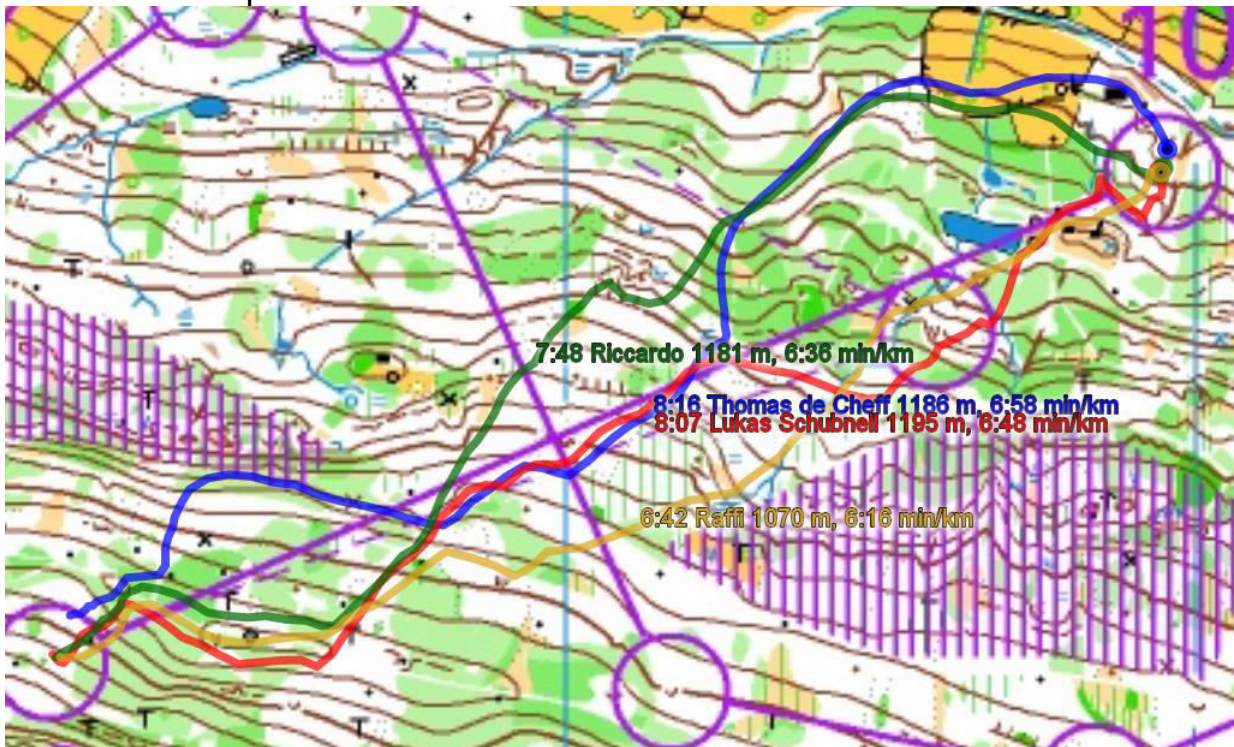 10
7:48 Riccardo 1181 m, 6:36 min/km
8:16 Thomas de Cheff 1186 m, 6:58 min/km
8:07 Lukas Schubnell 1195 m, 6:48 min/km
6:42 Raffi 1070 m, 6:16 min/km